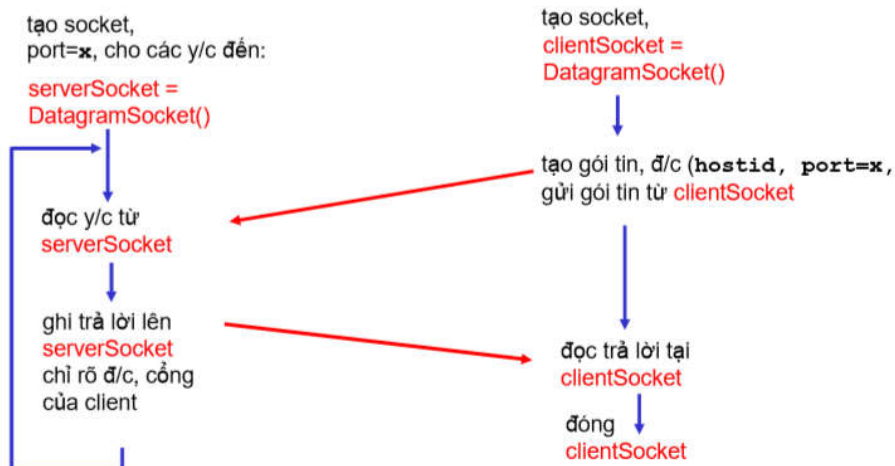 tạo socket,
port=x, cho các y/c đến:
serverSocket =
DatagramSocket()
đọc y/c từ
serverSocket
ghi trả lời lên
serverSocket
chỉ rõ đ/c, cổng
của client
tạo socket,
clientSocket =
DatagramSocket()
tạo gói tin, đ/c (hostid, port=x,
gửi gói tin từ clientSocket
đọc trả lời tại
clientSocket
đóng
clientSocket